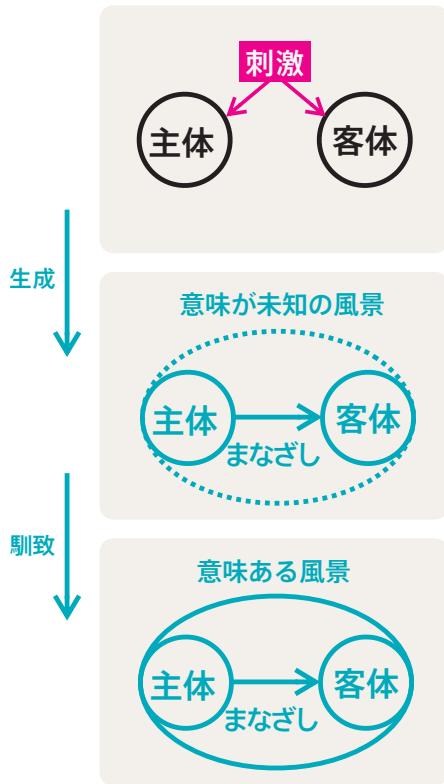 刺激
主体
客体
生成
意味が未知の風景
主体
客体
まなざし
馴致
意味ある風景
主体
客体
まなざし